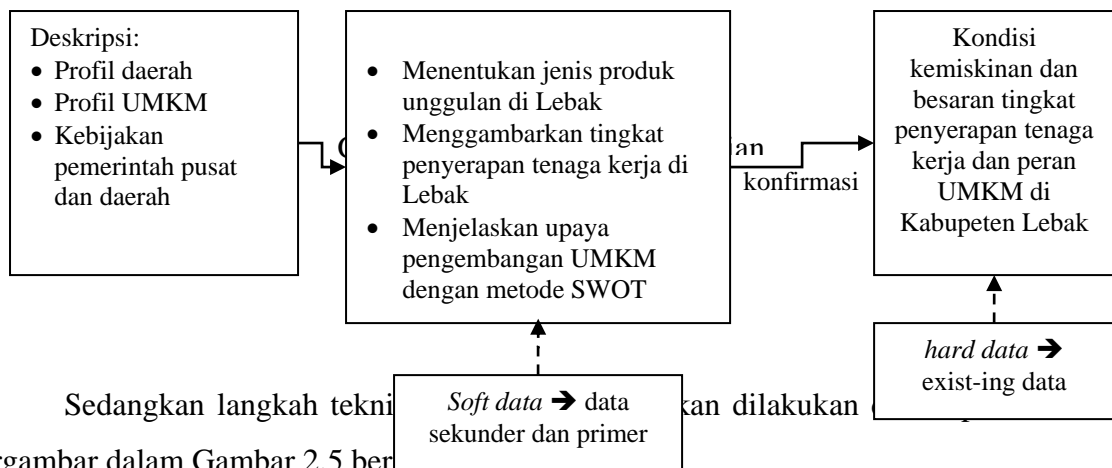 Deskripsi:
• Profil daerah
• Profil UMKM
• Kebijakan
pemerintah pusat
dan daerah
• Menentukan jenis produk
unggulan di Lebak
• Menggambarkan tingkat
penyerapan tenaga kerja di
Lebak
• Menjelaskan upaya
pengembangan UMKM
dengan metode SWOT
konfirmasi
Kondisi
kemiskinan dan
besaran tingkat
penyerapan tenaga
kerja dan peran
UMKM di
Kabupeten Lebak
hard data ➔
exist-ing data
Soft data ➔ data
sekunder dan primer
Sedangkan langkah tekni kan dilakukan
rgambar dalam Gambar 2.5 ber